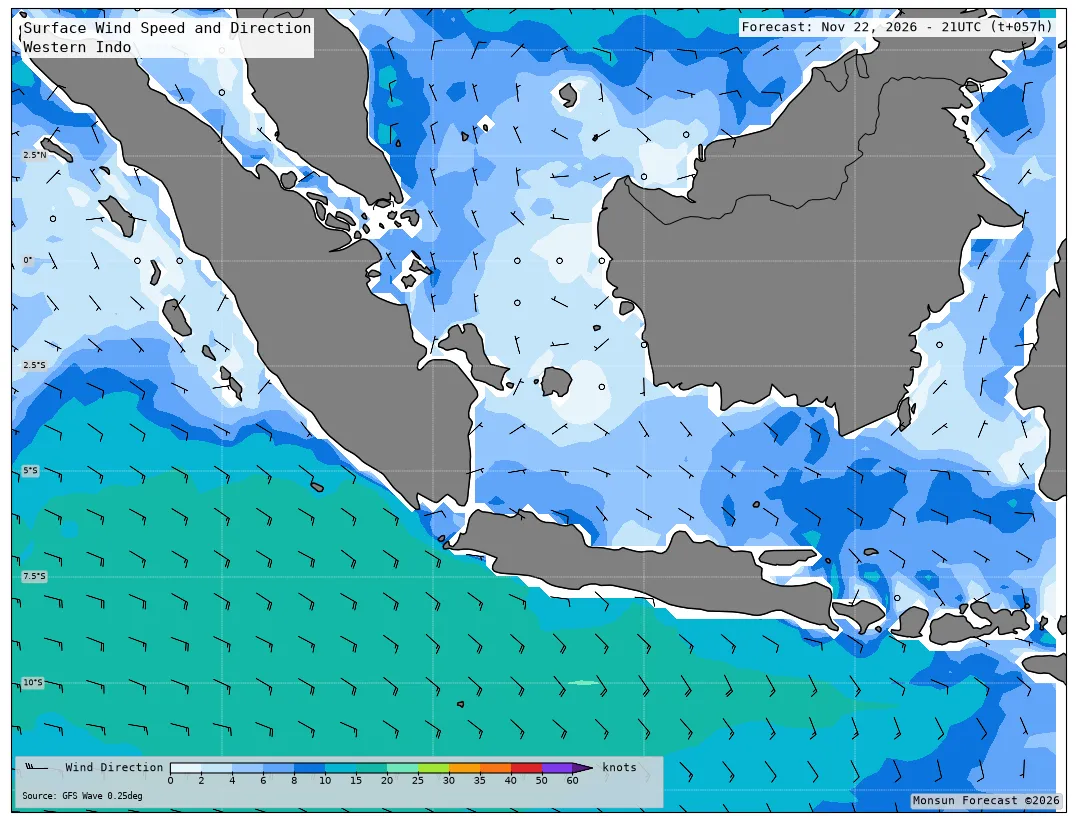 Surface Wind Speed and Direction
Western Indo
Forecast: Nov 22, 2026 - 21UTC (t+057h)
2.5°N
0°
2.5°S
5°S
7.5°S
10°S
Wind Direction
0 2 4 6 8 10 15 20 25 30 35 40 50 60
knots
Source: GFS Wave 0.25deg
Monsun Forecast ©2026